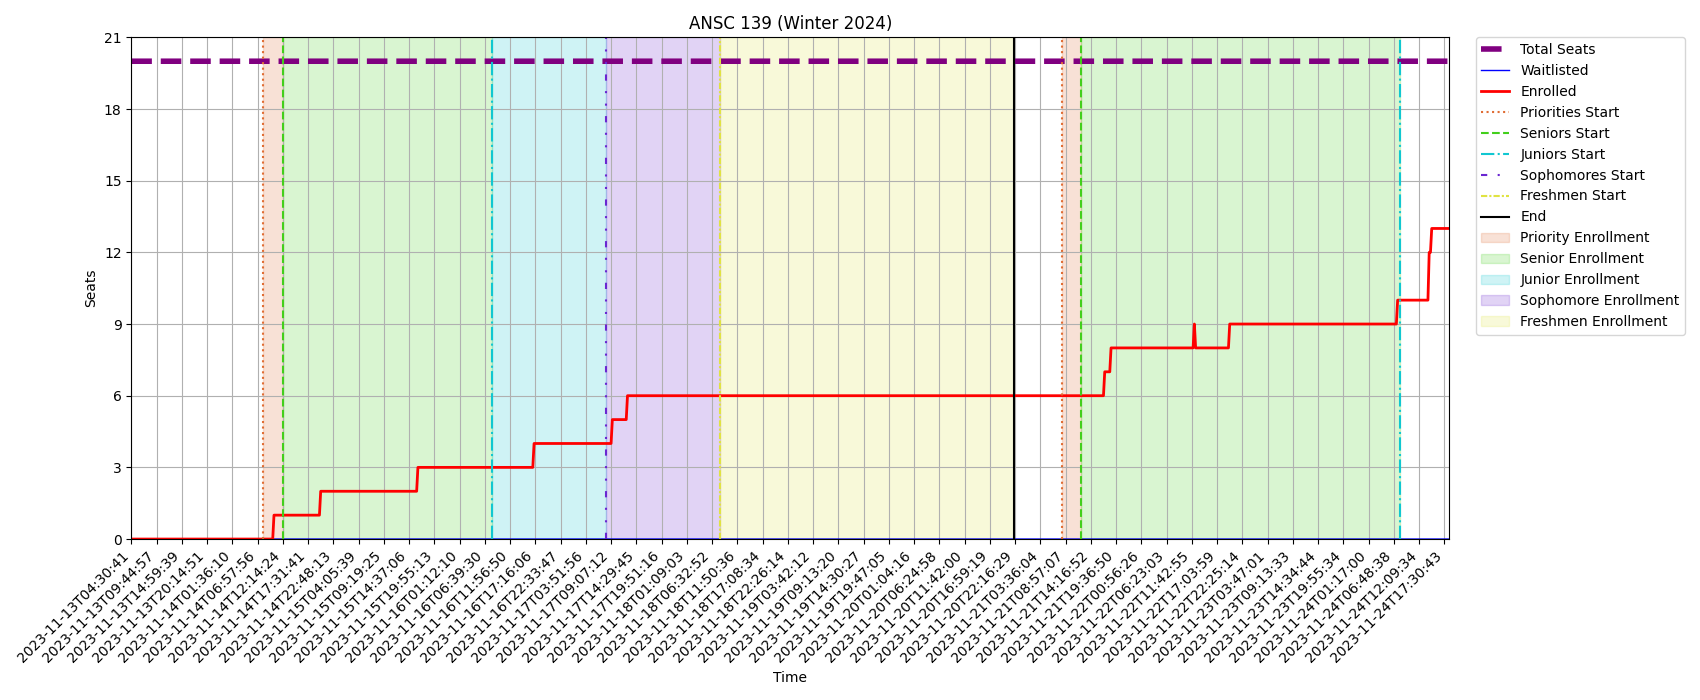 ANSC 139 (Winter 2024)
21
18
15
12
9
6
3
0
Seats
2023-11-13T04:30:41
2023-11-13T09:44:57
2023-11-13T14:59:39
2023-11-13T20:14:51
2023-11-14T01:36:10
2023-11-14T06:57:56
2023-11-14T12:14:24
2023-11-14T17:31:41
2023-11-14T22:48:13
2023-11-15T04:05:39
2023-11-15T09:19:25
2023-11-15T14:37:06
2023-11-15T19:55:13
2023-11-16T01:12:10
2023-11-16T06:39:30
2023-11-16T11:56:50
2023-11-16T17:16:06
2023-11-16T22:33:47
2023-11-17T03:51:56
2023-11-17T09:07:12
2023-11-17T14:29:45
2023-11-17T19:51:16
2023-11-18T01:09:03
2023-11-18T06:32:52
2023-11-18T11:50:36
2023-11-18T17:08:34
2023-11-18T22:26:14
2023-11-19T03:42:12
2023-11-19T09:13:20
2023-11-19T14:30:27
2023-11-19T19:47:05
2023-11-20T01:04:16
2023-11-20T06:24:58
2023-11-20T11:42:00
2023-11-20T16:59:19
2023-11-20T22:16:29
2023-11-21T03:36:04
2023-11-21T08:57:07
2023-11-21T14:16:52
2023-11-21T19:36:50
2023-11-22T00:56:26
2023-11-22T06:23:03
2023-11-22T11:42:55
2023-11-22T17:03:59
2023-11-22T22:25:14
2023-11-23T03:47:01
2023-11-23T09:13:33
2023-11-23T14:34:44
2023-11-23T19:55:34
2023-11-24T01:17:00
2023-11-24T06:48:38
2023-11-24T12:09:34
2023-11-24T17:30:43
Time
Total Seats
Waitlisted
Enrolled
Priorities Start
Seniors Start
Juniors Start
Sophomores Start
Freshmen Start
End
Priority Enrollment
Senior Enrollment
Junior Enrollment
Sophomore Enrollment
Freshmen Enrollment